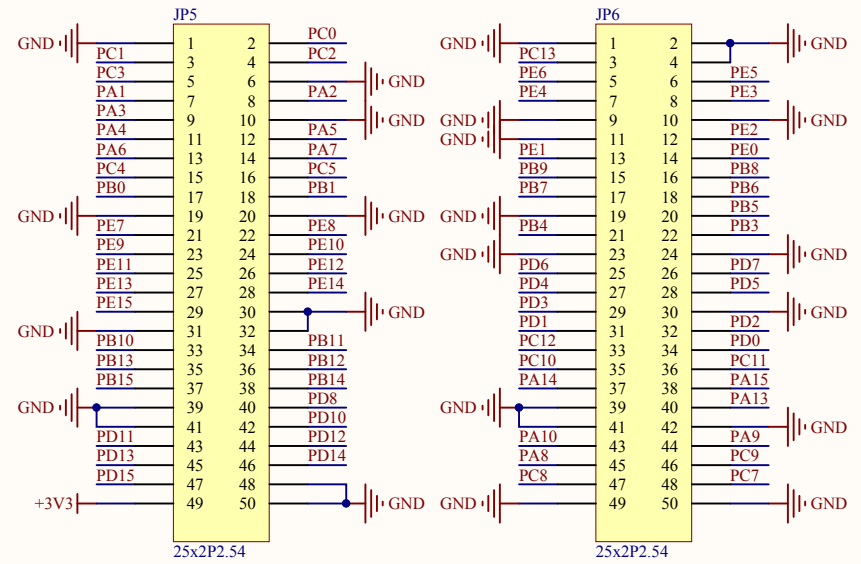 JP5
GND 1 2 PC0
PC1 3 4 PC2
PC3 5 6 GND
PA1 7 8 PA2
PA3 9 10 GND
PA4 11 12 PA5
PA6 13 14 PA7
PC4 15 16 PC5
PB0 17 18 PB1
GND 19 20 GND
PE7 21 22 PE8
PE9 23 24 PE10
PE11 25 26 PE12
PE13 27 28 PE14
PE15 29 30 GND
GND 31 32
PB10 33 34 PB11
PB13 35 36 PB12
PB15 37 38 PB14
GND 39 40 PD8
41 42 PD10
PD11 43 44 PD12
PD13 45 46 PD14
PD15 47 48
+3V3 49 50 GND
25x2P2.54
JP6
GND 1 2 GND
PC13 3 4
PE6 5 6 PE5
PE4 7 8 PE3
GND 9 10 GND
GND 11 12 PE2
PE1 13 14 PE0
PB9 15 16 PB8
PB7 17 18 PB6
GND 19 20 PB5
PB4 21 22 PB3
GND 23 24 GND
PD6 25 26 PD7
PD4 27 28 PD5
PD3 29 30 GND
PD1 31 32 PD2
PC12 33 34 PD0
PC10 35 36 PC11
PA14 37 38 PA15
GND 39 40 PA13
41 42 GND
PA10 43 44 PA9
PA8 45 46 PC9
PC8 47 48 PC7
GND 49 50 GND
25x2P2.54